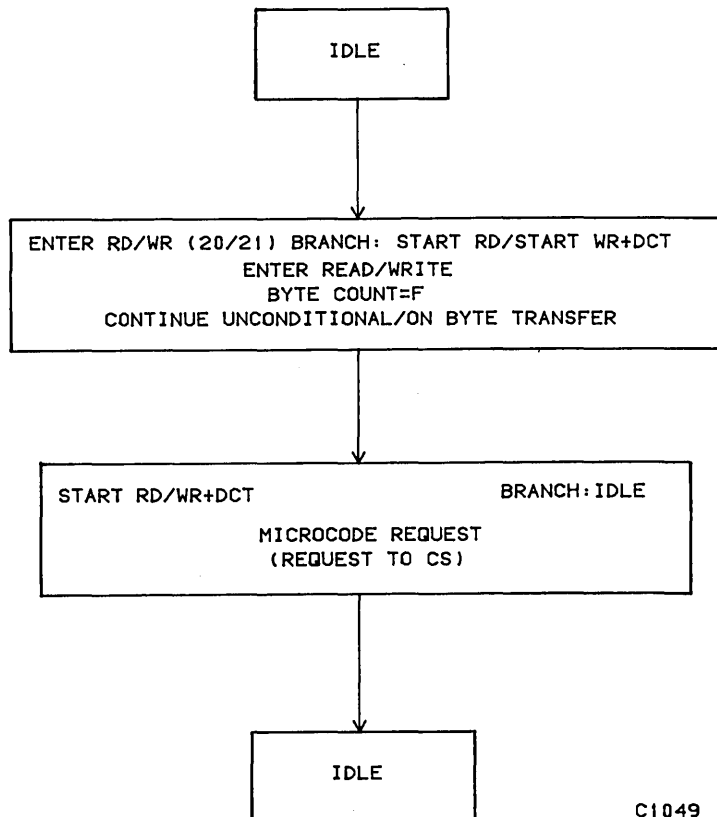 IDLE
ENTER RD/WR (20/21) BRANCH: START RD/START WR+DCT
ENTER READ/WRITE
BYTE COUNT=F
CONTINUE UNCONDITIONAL/ON BYTE TRANSFER
START RD/WR+DCT BRANCH:IDLE
MICROCODE REQUEST
(REQUEST TO CS)
IDLE
C1049